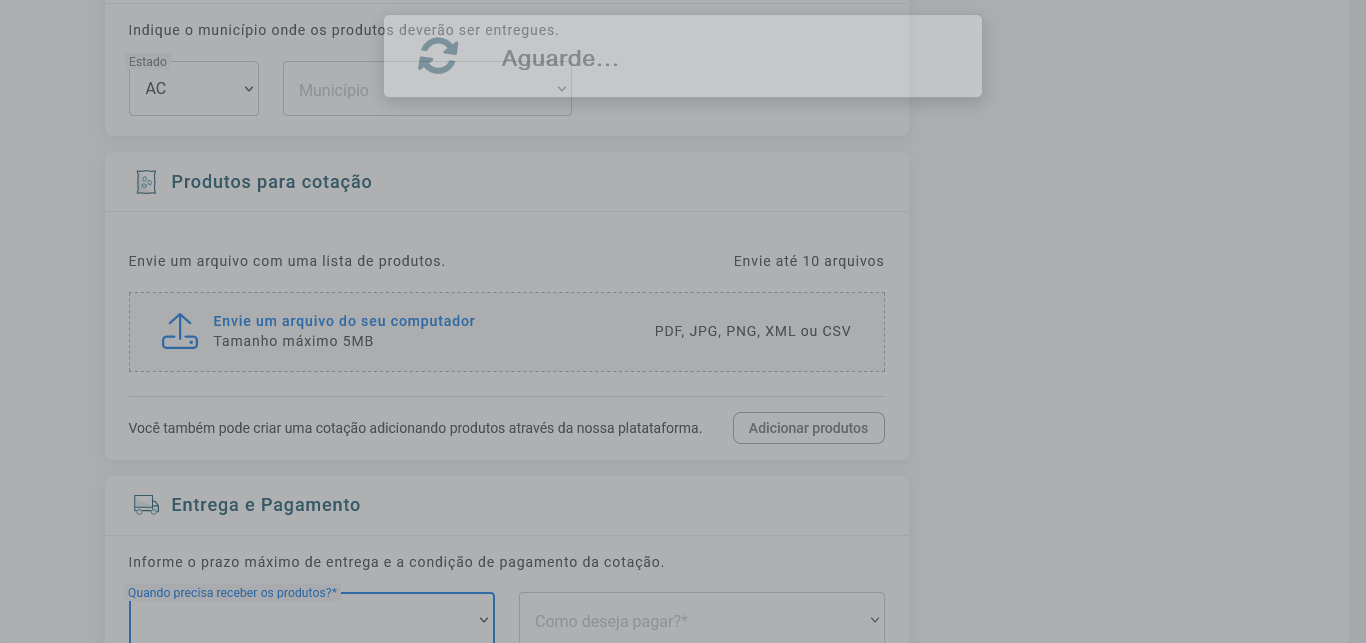 Indique o município onde os produtos deverão ser entregues.
Aguarde...
Estado
AC
Município
Produtos para cotação
Envie um arquivo com uma lista de produtos.
Envie até 10 arquivos
Envie um arquivo do seu computador
Tamanho máximo 5MB
PDF, JPG, PNG, XML ou CSV
Você também pode criar uma cotação adicionando produtos através da nossa platataforma.
Adicionar produtos
Entrega e Pagamento
Informe o prazo máximo de entrega e a condição de pagamento da cotação.
Quando precisa receber os produtos?*
Como deseja pagar?*